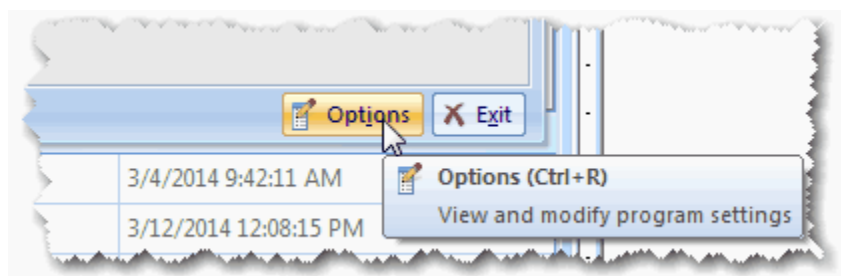 Options Exit
3/4/2014 9:42:11 AM
Options (Ctrl+R)
3/12/2014 12:08:15 PM
View and modify program settings